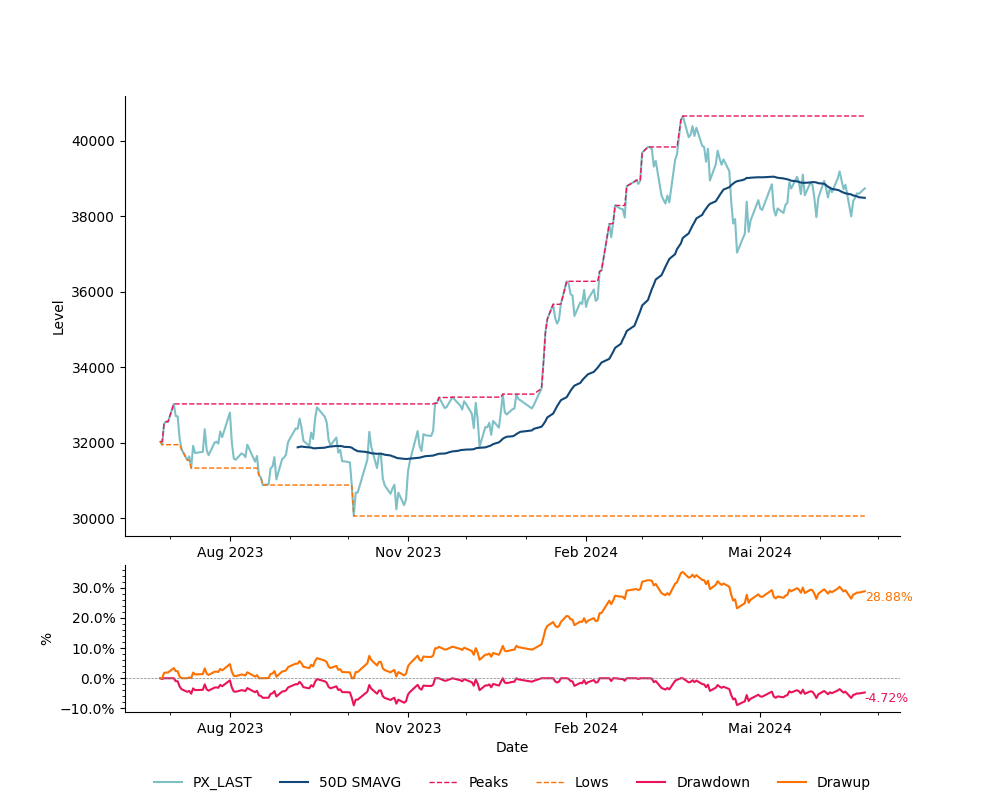 40000
38000
36000
34000
32000
30000
Level
Aug 2023 Nov 2023 Feb 2024 Mai 2024
30.0%
20.0%
10.0%
0.0%
−10.0%
%
28.88%
-4.72%
Aug 2023 Nov 2023 Feb 2024 Mai 2024
Date
PX_LAST 50D SMAVG Peaks Lows Drawdown Drawup